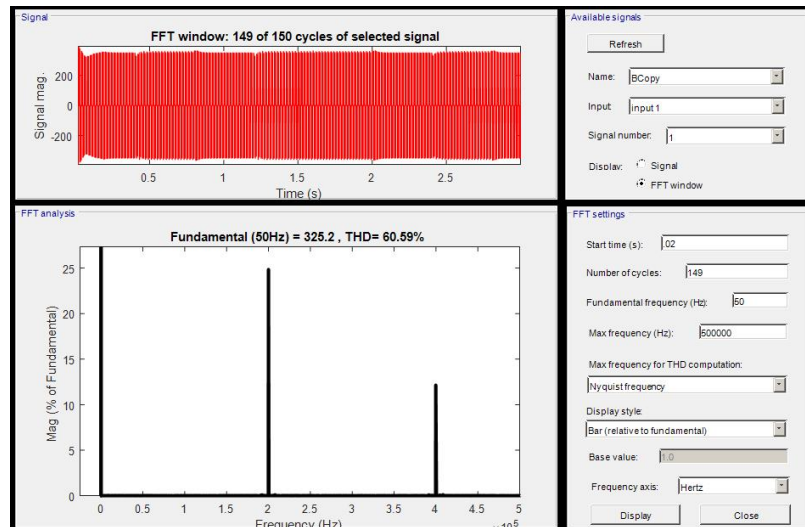 Signal
FFT window: 149 of 150 cycles of selected signal
200
0
-200
Signal mag.
0.5 1 1.5 2 2.5
Time (s)
FFT analysis
Fundamental (50Hz) = 325.2 , THD= 60.59%
25
20
15
10
5
0
Mag (% of Fundamental)
0 0.5 1 1.5 2 2.5 3 3.5 4 4.5 5
Frequency (Hz)
Available signals
Refresh
Name: BCopy
Input: input 1
Signal number: 1
Display: Signal
FFT window
FFT settings
Start time (s): .02
Number of cycles: 149
Fundamental frequency (Hz): 50
Max frequency (Hz): 500000
Max frequency for THD computation:
Nyquist frequency
Display style:
Bar (relative to fundamental)
Base value: 1.0
Frequency axis: Hertz
Display Close